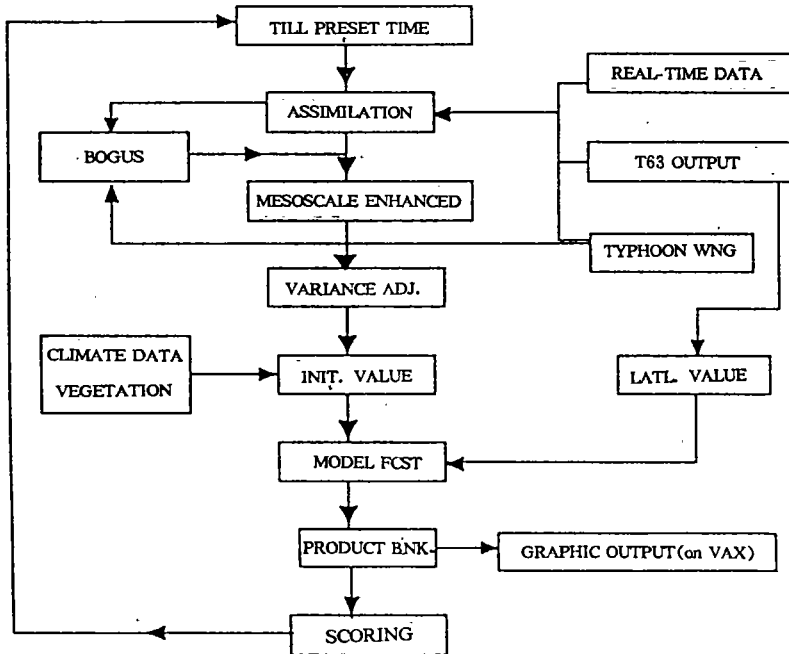 TILL PRESET TIME
REAL-TIME DATA
ASSIMILATION
BOGUS
T63 OUTPUT
MESOSCALE ENHANCED
TYPHOON WNG
VARIANCE ADJ.
CLIMATE DATA
VEGETATION
INIT. VALUE
LATL. VALUE
MODEL FCST
PRODUCT BNK.
GRAPHIC OUTPUT (on VAX)
SCORING